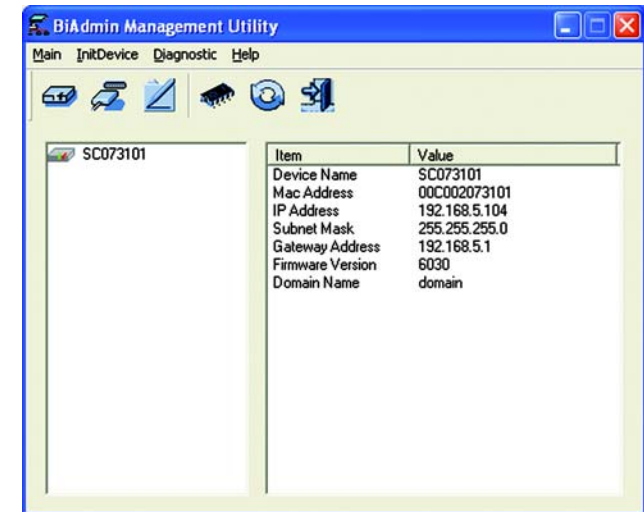 BiAdmin Management Utility
Main InitDevice Diagnostic Help
SC073101
Item Value
Device Name SC073101
Mac Address 00C002073101
IP Address 192.168.5.104
Subnet Mask 255.255.255.0
Gateway Address 192.168.5.1
Firmware Version 6030
Domain Name domain